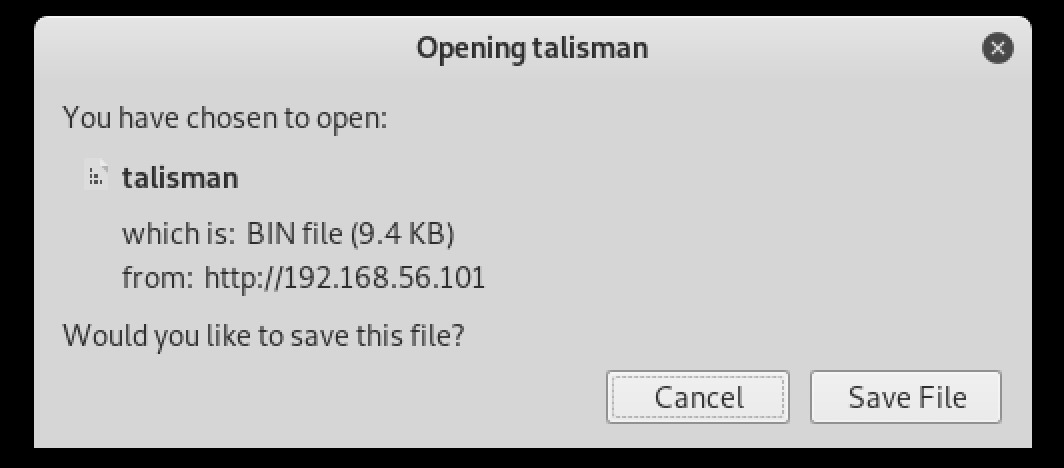 Opening talisman
You have chosen to open:
talisman
which is: BIN file (9.4 KB)
from: http://192.168.56.101
Would you like to save this file?
Cancel Save File